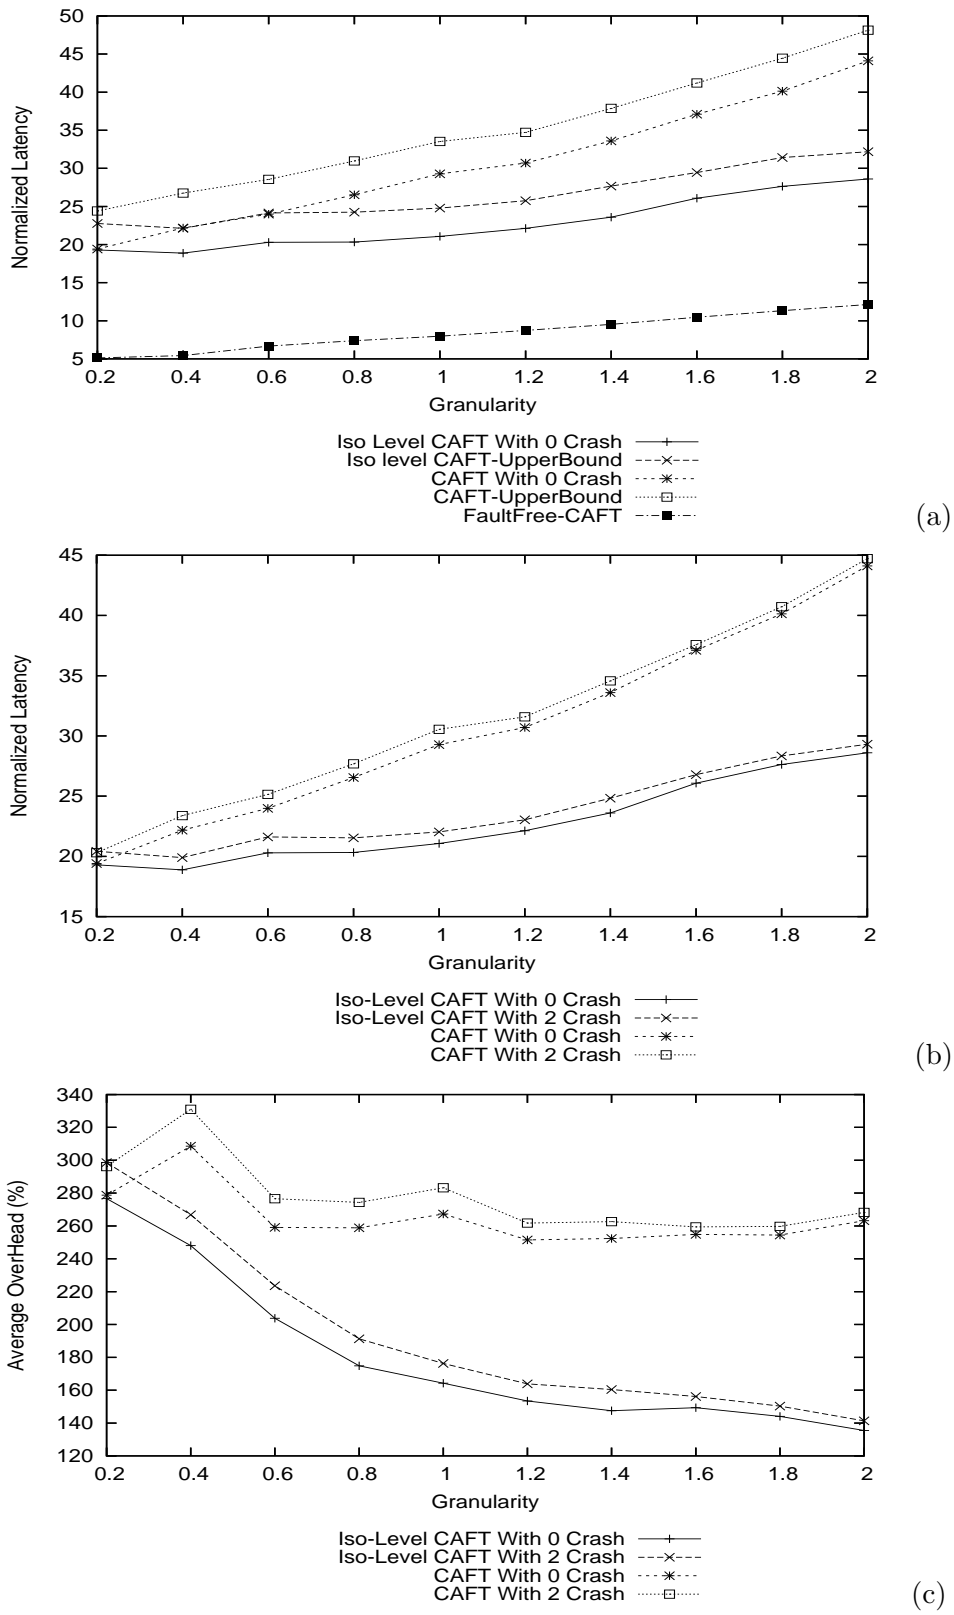 50
45
40
35
30
25
20
15
10
5
Normalized Latency
0.2 0.4 0.6 0.8 1 1.2 1.4 1.6 1.8 2
Granularity
Iso Level CAFT With 0 Crash
Iso level CAFT-UpperBound
CAFT With 0 Crash
CAFT-UpperBound
FaultFree-CAFT
(a)
45
40
35
30
25
20
15
Normalized Latency
0.2 0.4 0.6 0.8 1 1.2 1.4 1.6 1.8 2
Granularity
Iso-Level CAFT With 0 Crash
Iso-Level CAFT With 2 Crash
CAFT With 0 Crash
CAFT With 2 Crash
(b)
340
320
300
280
260
240
220
200
180
160
140
120
Average OverHead (%)
0.2 0.4 0.6 0.8 1 1.2 1.4 1.6 1.8 2
Granularity
Iso-Level CAFT With 0 Crash
Iso-Level CAFT With 2 Crash
CAFT With 0 Crash
CAFT With 2 Crash
(c)